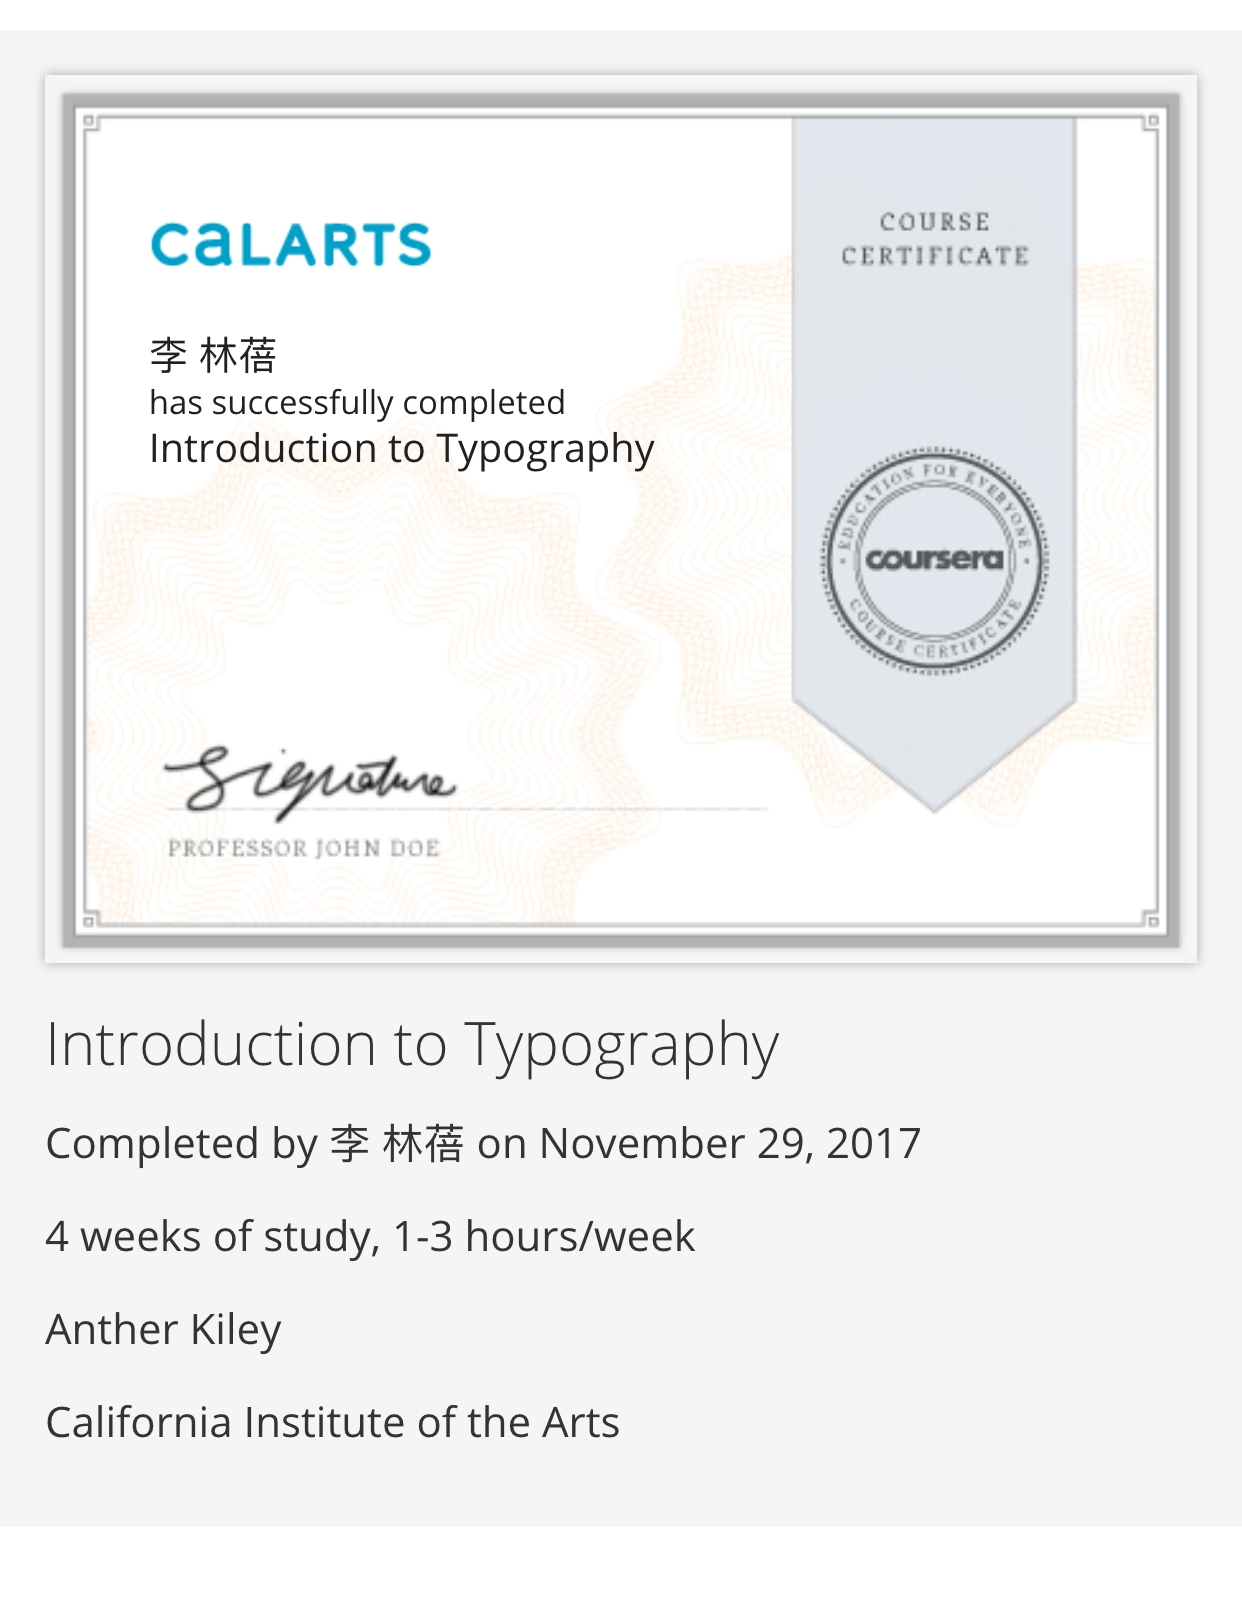 CALARTS
COURSE
CERTIFICATE
李 林蓓
has successfully completed
Introduction to Typography
EDUCATION FOR EVERYONE
coursera
COURSE CERTIFICATE
Signature
PROFESSOR JOHN DOE
Introduction to Typography
Completed by 李 林蓓 on November 29, 2017
4 weeks of study, 1-3 hours/week
Anther Kiley
California Institute of the Arts